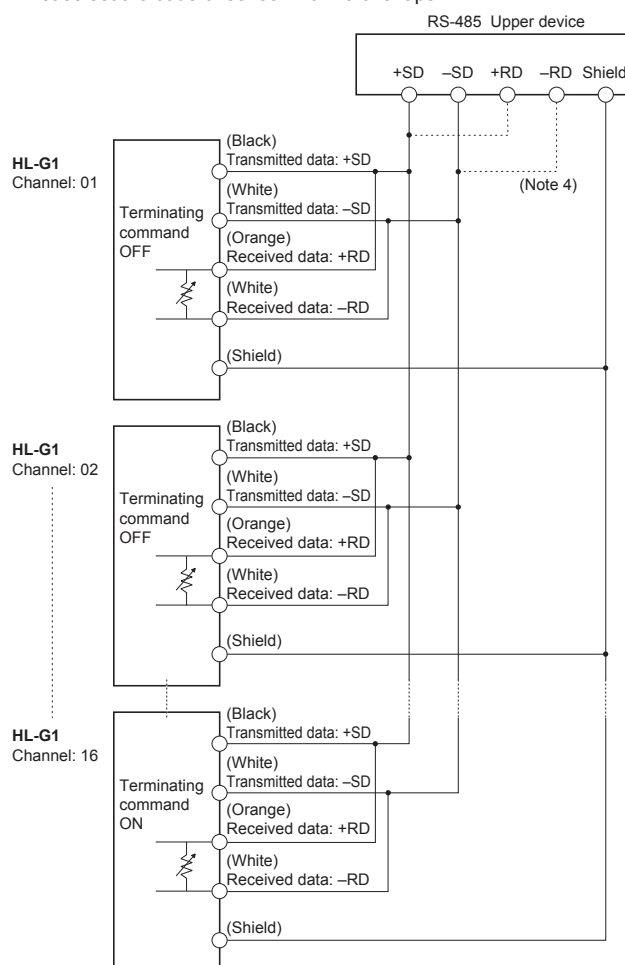 RS-485 Upper device
+SD –SD +RD –RD Shield
(Note 4)
HL-G1
Channel: 01
Terminating
command
OFF
(Black)
Transmitted data: +SD
(White)
Transmitted data: –SD
(Orange)
Received data: +RD
(White)
Received data: –RD
(Shield)
HL-G1
Channel: 02
Terminating
command
OFF
(Black)
Transmitted data: +SD
(White)
Transmitted data: –SD
(Orange)
Received data: +RD
(White)
Received data: –RD
(Shield)
HL-G1
Channel: 16
Terminating
command
ON
(Black)
Transmitted data: +SD
(White)
Transmitted data: –SD
(Orange)
Received data: +RD
(White)
Received data: –RD
(Shield)